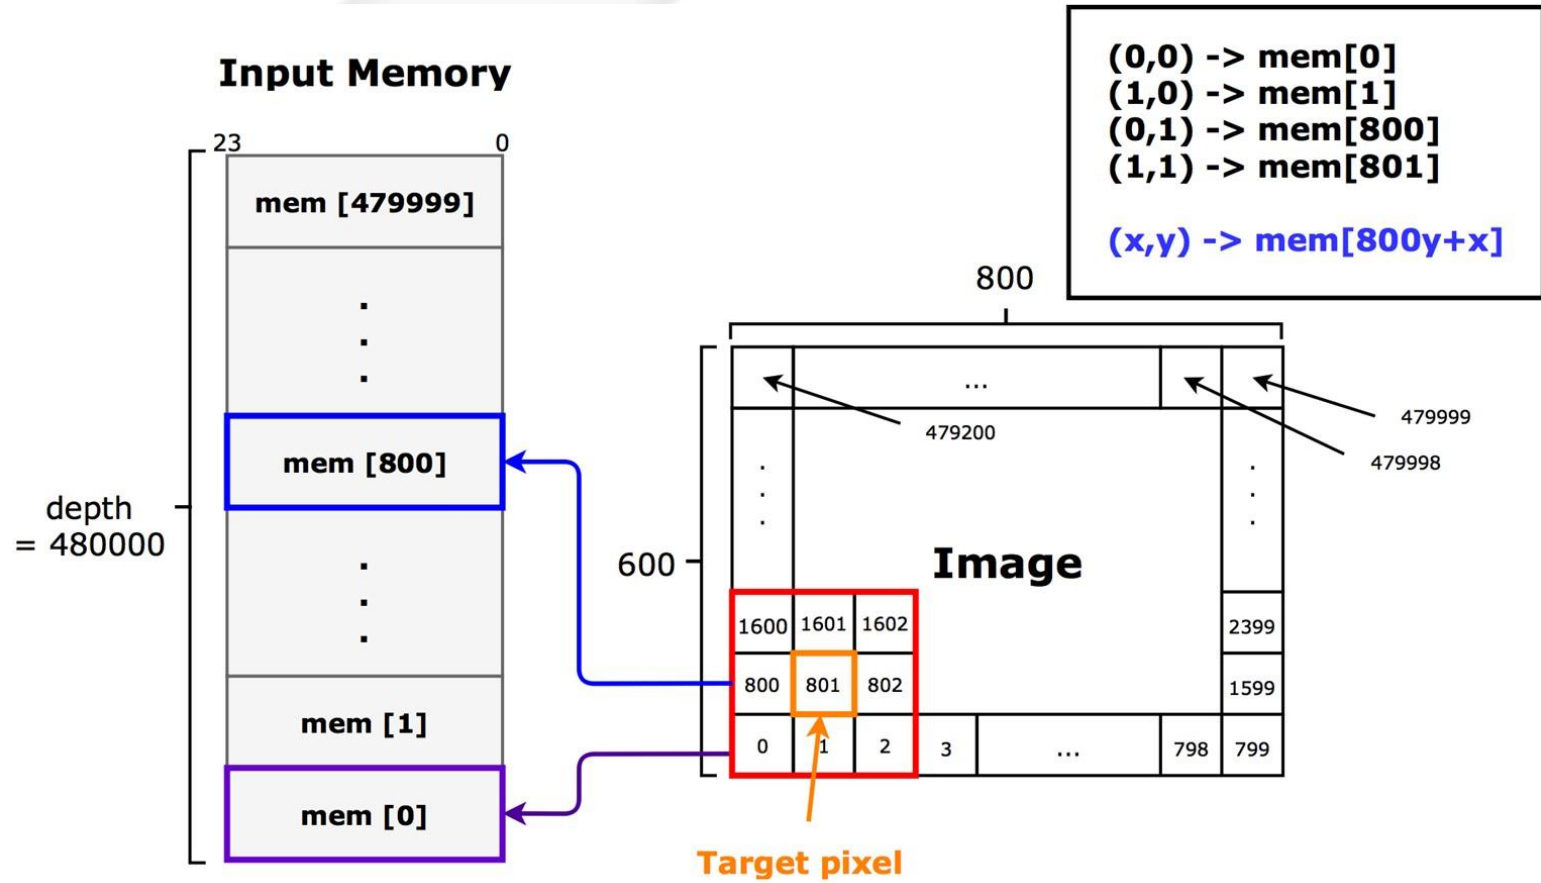 Input Memory
23
0
mem [479999]
.
.
.
mem [800]
depth
= 480000
.
.
.
mem [1]
mem [0]
(0,0) -> mem[0]
(1,0) -> mem[1]
(0,1) -> mem[800]
(1,1) -> mem[801]
(x,y) -> mem[800y+x]
800
...
479200
479999
479998
.
.
.
.
.
.
600
Image
1600 1601 1602
2399
800 801 802
1599
0 1 2 3 ... 798 799
Target pixel